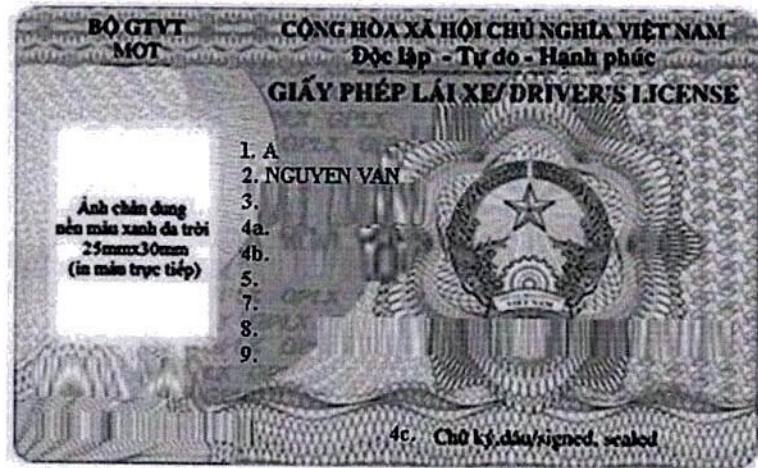 BỘ GTVT
MOT
CỘNG HÒA XÃ HỘI CHỦ NGHĨA VIỆT NAM
Độc lập - Tự do - Hạnh phúc
GIẤY PHÉP LÁI XE/ DRIVER'S LICENSE
Ảnh chân dung
nền màu xanh da trời
25mmx30mm
(in màu trực tiếp)
1. A
2. NGUYEN VAN
3.
4a.
4b.
5.
7.
8.
9.
4c. Chữ ký,dấu/signed, sealed